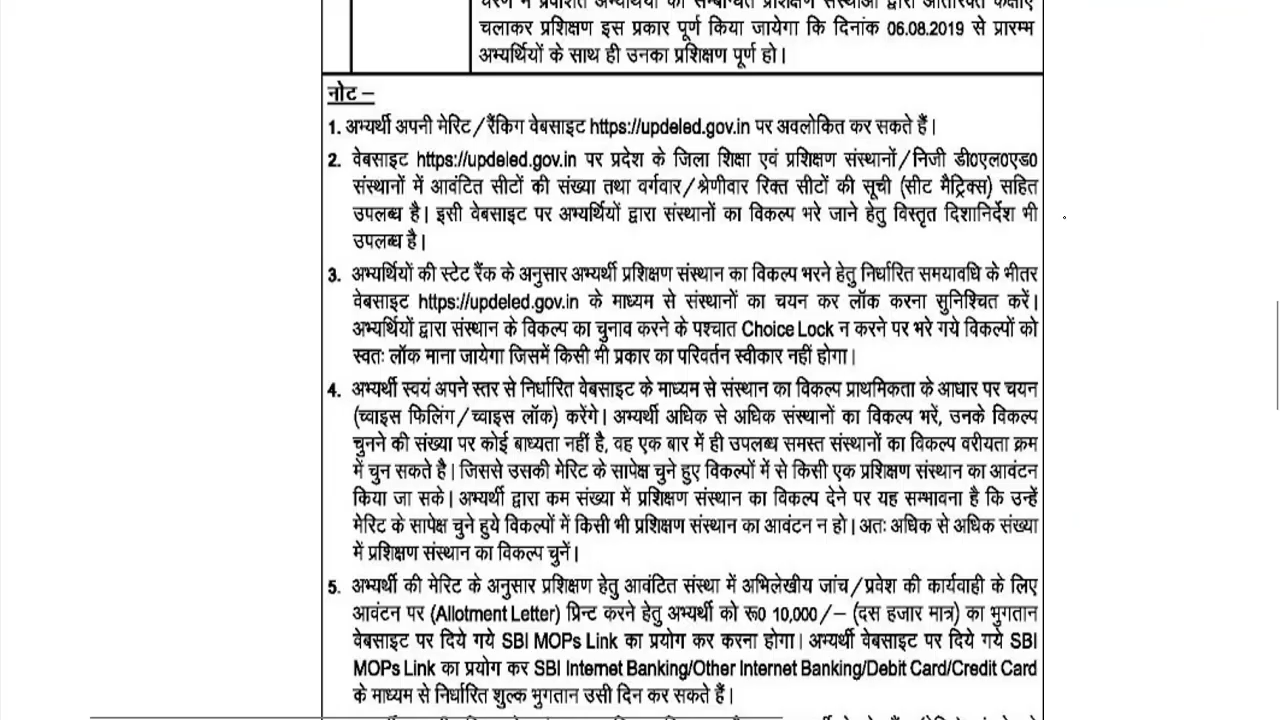 चलाकर प्रशिक्षण इस प्रकार पूर्ण किया जायेगा कि दिनांक 06.08.2019 से प्रारम्भ
अभ्यर्थियों के साथ ही उनका प्रशिक्षण पूर्ण हो।
नोट –
1. अभ्यर्थी अपनी मेरिट/रैंकिग वेबसाइट https://updeled.gov.in पर अवलोकित कर सकते हैं।
2. वेबसाइट https://updeled.gov.in पर प्रदेश के जिला शिक्षा एवं प्रशिक्षण संस्थानों/निजी डी0एल0एड0
संस्थानों में आवंटित सीटों की संख्या तथा वर्गवार/श्रेणीवार रिक्त सीटों की सूची (सीट मैट्रिक्स) सहित
उपलब्ध है। इसी वेबसाइट पर अभ्यर्थियों द्वारा संस्थानों का विकल्प भरे जाने हेतु विस्तृत दिशानिर्देश भी
उपलब्ध है।
3. अभ्यर्थियों की स्टेट रैंक के अनुसार अभ्यर्थी प्रशिक्षण संस्थान का विकल्प भरने हेतु निर्धारित समयावधि के भीतर
वेबसाइट https://updeled.gov.in के माध्यम से संस्थानों का चयन कर लॉक करना सुनिश्चित करें।
अभ्यर्थियों द्वारा संस्थान के विकल्प का चुनाव करने के पश्चात Choice Lock न करने पर भरे गये विकल्पों को
स्वतः लॉक माना जायेगा जिसमें किसी भी प्रकार का परिवर्तन स्वीकार नहीं होगा।
4. अभ्यर्थी स्वयं अपने स्तर से निर्धारित वेबसाइट के माध्यम से संस्थान का विकल्प प्राथमिकता के आधार पर चयन
(च्वाइस फिलिंग/च्वाइस लॉक) करेंगे। अभ्यर्थी अधिक से अधिक संस्थानों का विकल्प भरें, उनके विकल्प
चुनने की संख्या पर कोई बाध्यता नहीं है, वह एक बार में ही उपलब्ध समस्त संस्थानों का विकल्प वरीयता क्रम
में चुन सकते है। जिससे उसकी मेरिट के सापेक्ष चुने हुए विकल्पों में से किसी एक प्रशिक्षण संस्थान का आवंटन
किया जा सके। अभ्यर्थी द्वारा कम संख्या में प्रशिक्षण संस्थान का विकल्प देने पर यह सम्भावना है कि उन्हें
मेरिट के सापेक्ष चुने हुये विकल्पों में किसी भी प्रशिक्षण संस्थान का आवंटन न हो। अतः अधिक से अधिक संख्या
में प्रशिक्षण संस्थान का विकल्प चुनें।
5. अभ्यर्थी की मेरिट के अनुसार प्रशिक्षण हेतु आवंटित संस्था में अभिलेखीय जांच/प्रवेश की कार्यवाही के लिए
आवंटन पर (Allotment Letter) प्रिन्ट करने हेतु अभ्यर्थी को रू0 10,000/– (दस हजार मात्र) का भुगतान
वेबसाइट पर दिये गये SBI MOPs Link का प्रयोग कर करना होगा। अभ्यर्थी वेबसाइट पर दिये गये SBI
MOPs Link का प्रयोग कर SBI Internet Banking/Other Internet Banking/Debit Card/Credit Card
के माध्यम से निर्धारित शुल्क भुगतान उसी दिन कर सकते हैं।